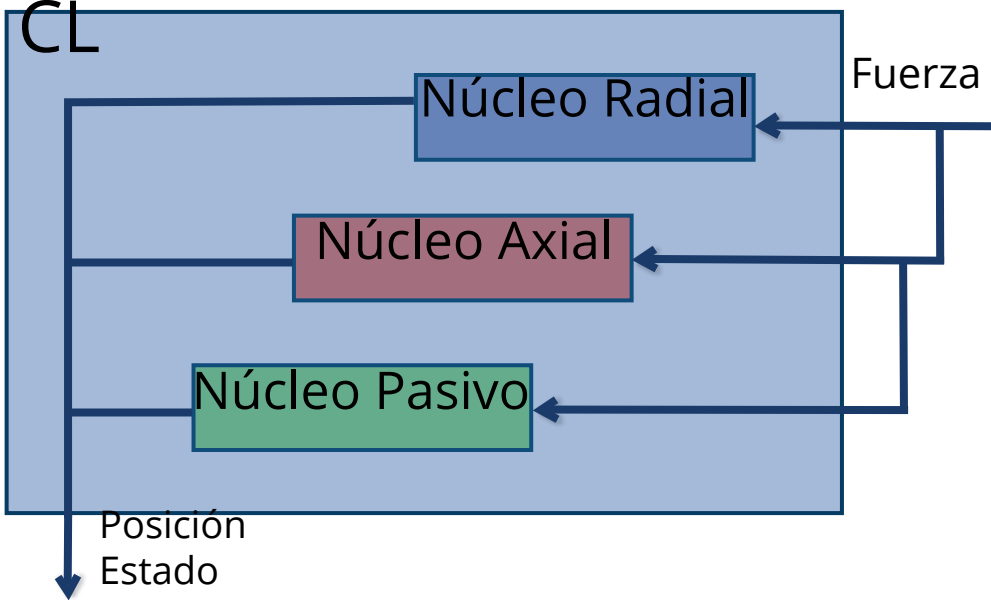 CL
Fuerza
Núcleo Radial
Núcleo Axial
Núcleo Pasivo
Posición
Estado